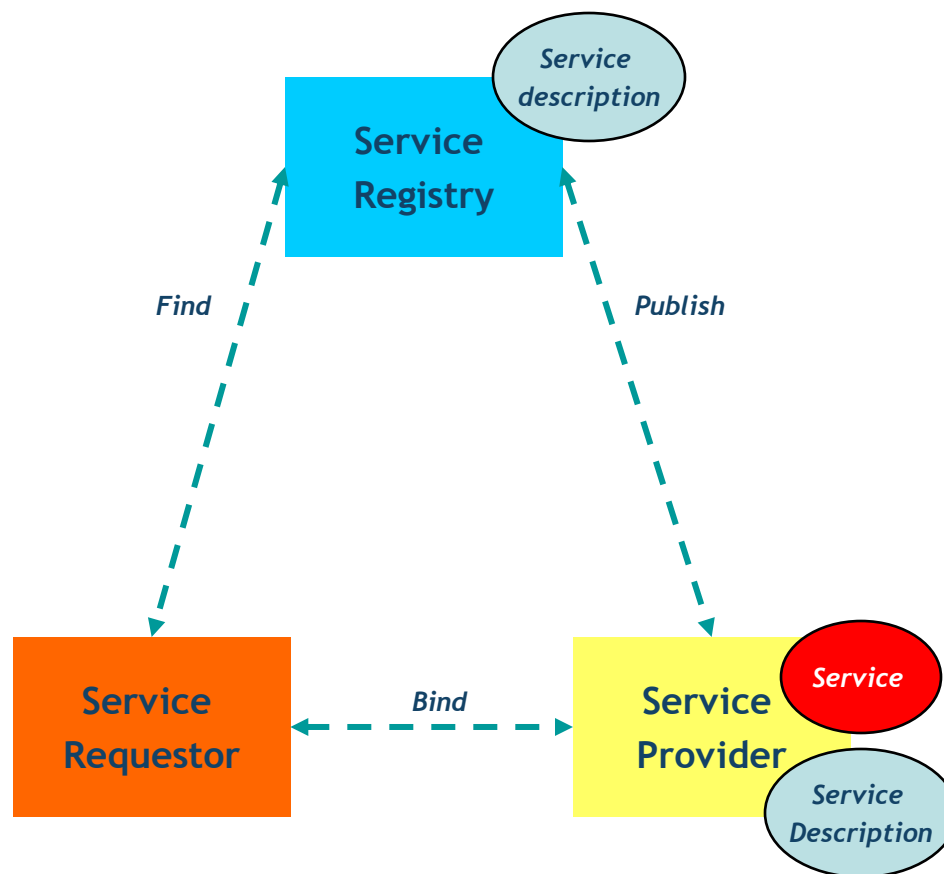 Service
description
Service
Registry
Find
Publish
Service
Requestor
Bind
Service
Provider
Service
Service
Description